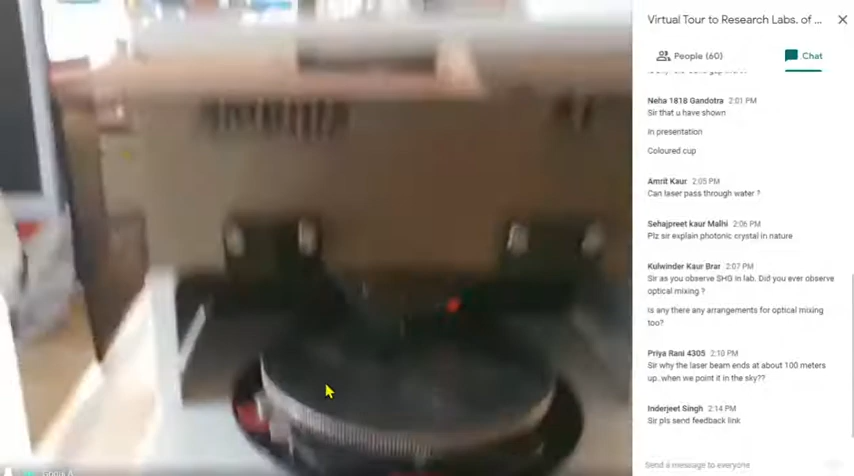 Virtual Tour to Research Labs. of ...
People (60)
Chat
Neha 1818 Gandotra 2:01 PM
Sir that u have shown
In presentation
Coloured cup
Amrit Kaur 2:05 PM
Can laser pass through water ?
Sehajpreet kaur Malhi 2:06 PM
Plz sir explain photonic crystal in nature
Kulwinder Kaur Brar 2:07 PM
Sir as you observe SHG in lab. Did you ever observe
optical mixing ?
Is any there any arrangements for optical mixing
too?
Priya Rani 4305 2:10 PM
Sir why the laser beam ends at about 100 meters
up..when we point it in the sky??
Inderjeet Singh 2:14 PM
Sir pls send feedback link
Send a message to everyone